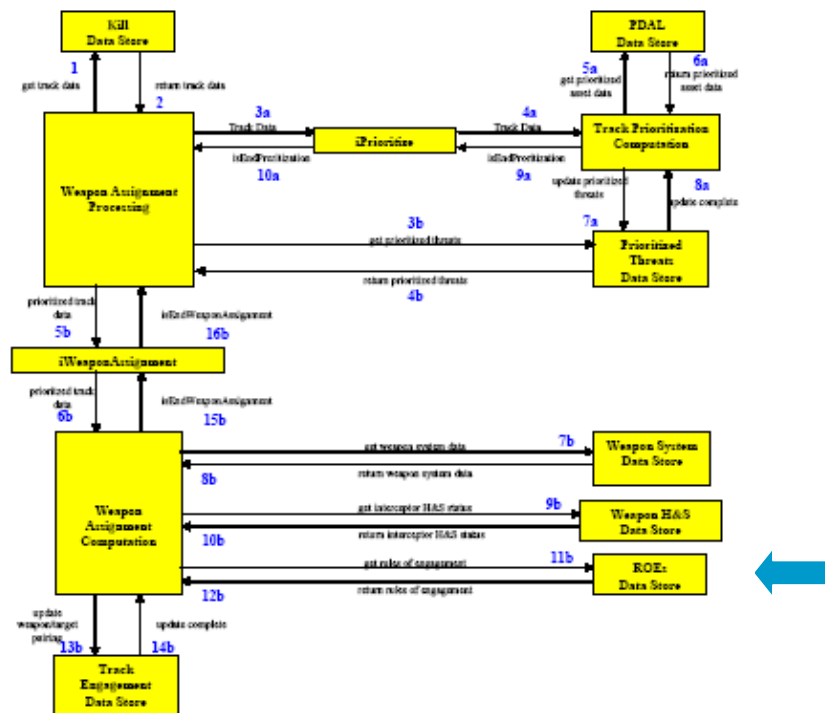 Kill
Data Store
PDAL
Data Store
1
get track data
return track data
2
5a
get prioritized
asset data
6a
return prioritized
asset data
3a
Track Data
4a
Track Data
iPrioritize
Track Prioritization
Computation
isEndPrioritization
10a
isEndPrioritization
9a
Weapon Assignment
Processing
update prioritized
threats
7a
8a
update complete
3b
get prioritized threats
Prioritized
Threats
Data Store
return prioritized threats
4b
prioritized track
data
5b
isEndWeaponAssignment
16b
iWeaponAssignment
prioritized track
data
6b
isEndWeaponAssignment
15b
get weapon system data
7b
Weapon System
Data Store
return weapon system data
8b
Weapon
Assignment
Computation
get interceptor H&S status
9b
Weapon H&S
Data Store
return interceptor H&S status
10b
get rules of engagement
11b
ROEs
Data Store
return rules of engagement
12b
update
weapon/target
pairing
13b
update complete
14b
Track
Engagement
Data Store